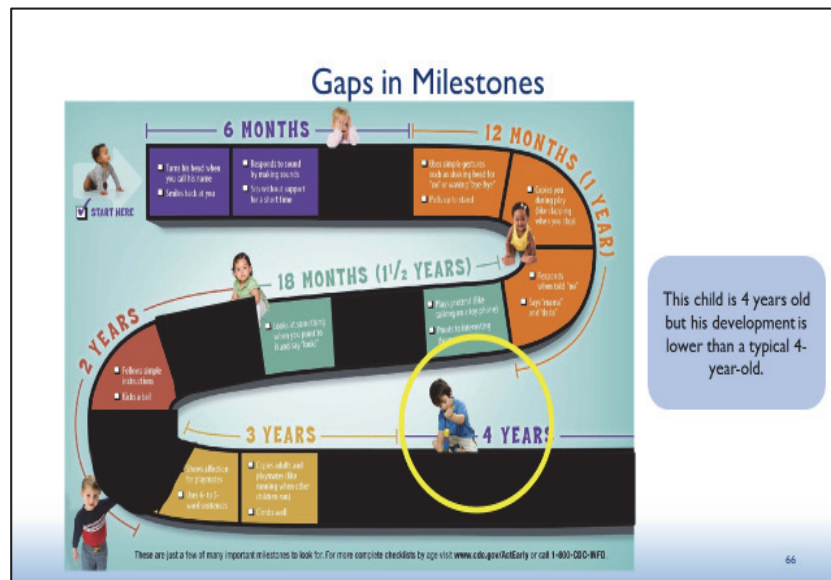 Gaps in Milestones
6 MONTHS
12 MONTHS (1 YEAR)
START HERE
Turns his head when
you call his name
Smiles back at you
Responds to sound
by making sounds
Sits without support
for a short time
Uses simple gestures
such as shaking head for
"no" or waving "bye-bye"
Pulls up to stand
Copies you
during play
(like clapping
when you clap)
Responds
when told "no"
Says "mama"
and "dada"
18 MONTHS (1 1/2 YEARS)
Looks at something
when you point to
it and say "look!"
Plays pretend (like
talking on a toy phone)
Points to interesting
2 YEARS
Follows simple
instructions
Kicks a ball
3 YEARS
Shows affection
for playmates
Uses 4- to 5-
word sentences
Copies adults and
playmates (like
running when other
children run)
Climbs well
4 YEARS
This child is 4 years old
but his development is
lower than a typical 4-
year-old.
These are just a few of many important milestones to look for. For more complete checklists by age visit www.cdc.gov/ActEarly or call 1-800-CDC-INFO.
66